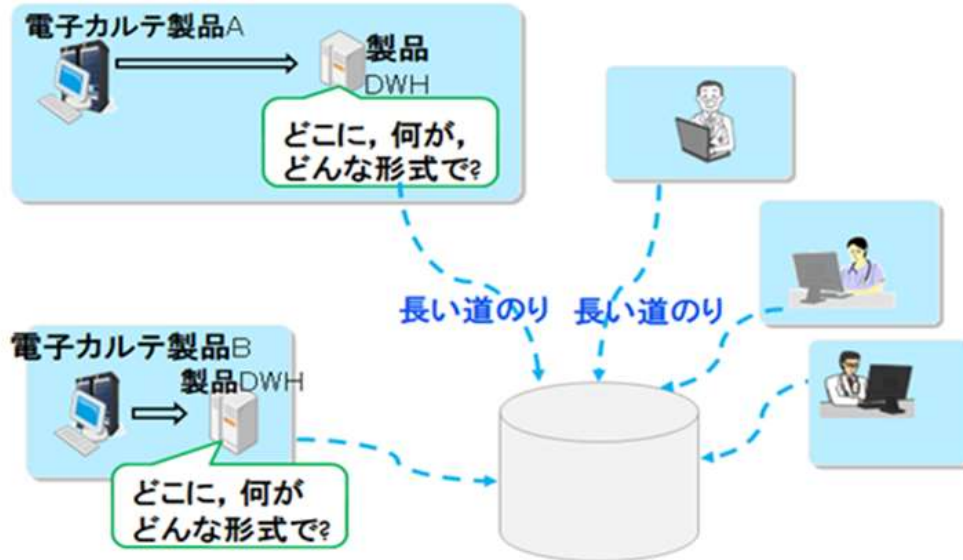 電子カルテ製品A
製品
DWH
どこに，何が，
どんな形式で?
長い道のり
長い道のり
電子カルテ製品B
製品DWH
どこに，何が
どんな形式で?